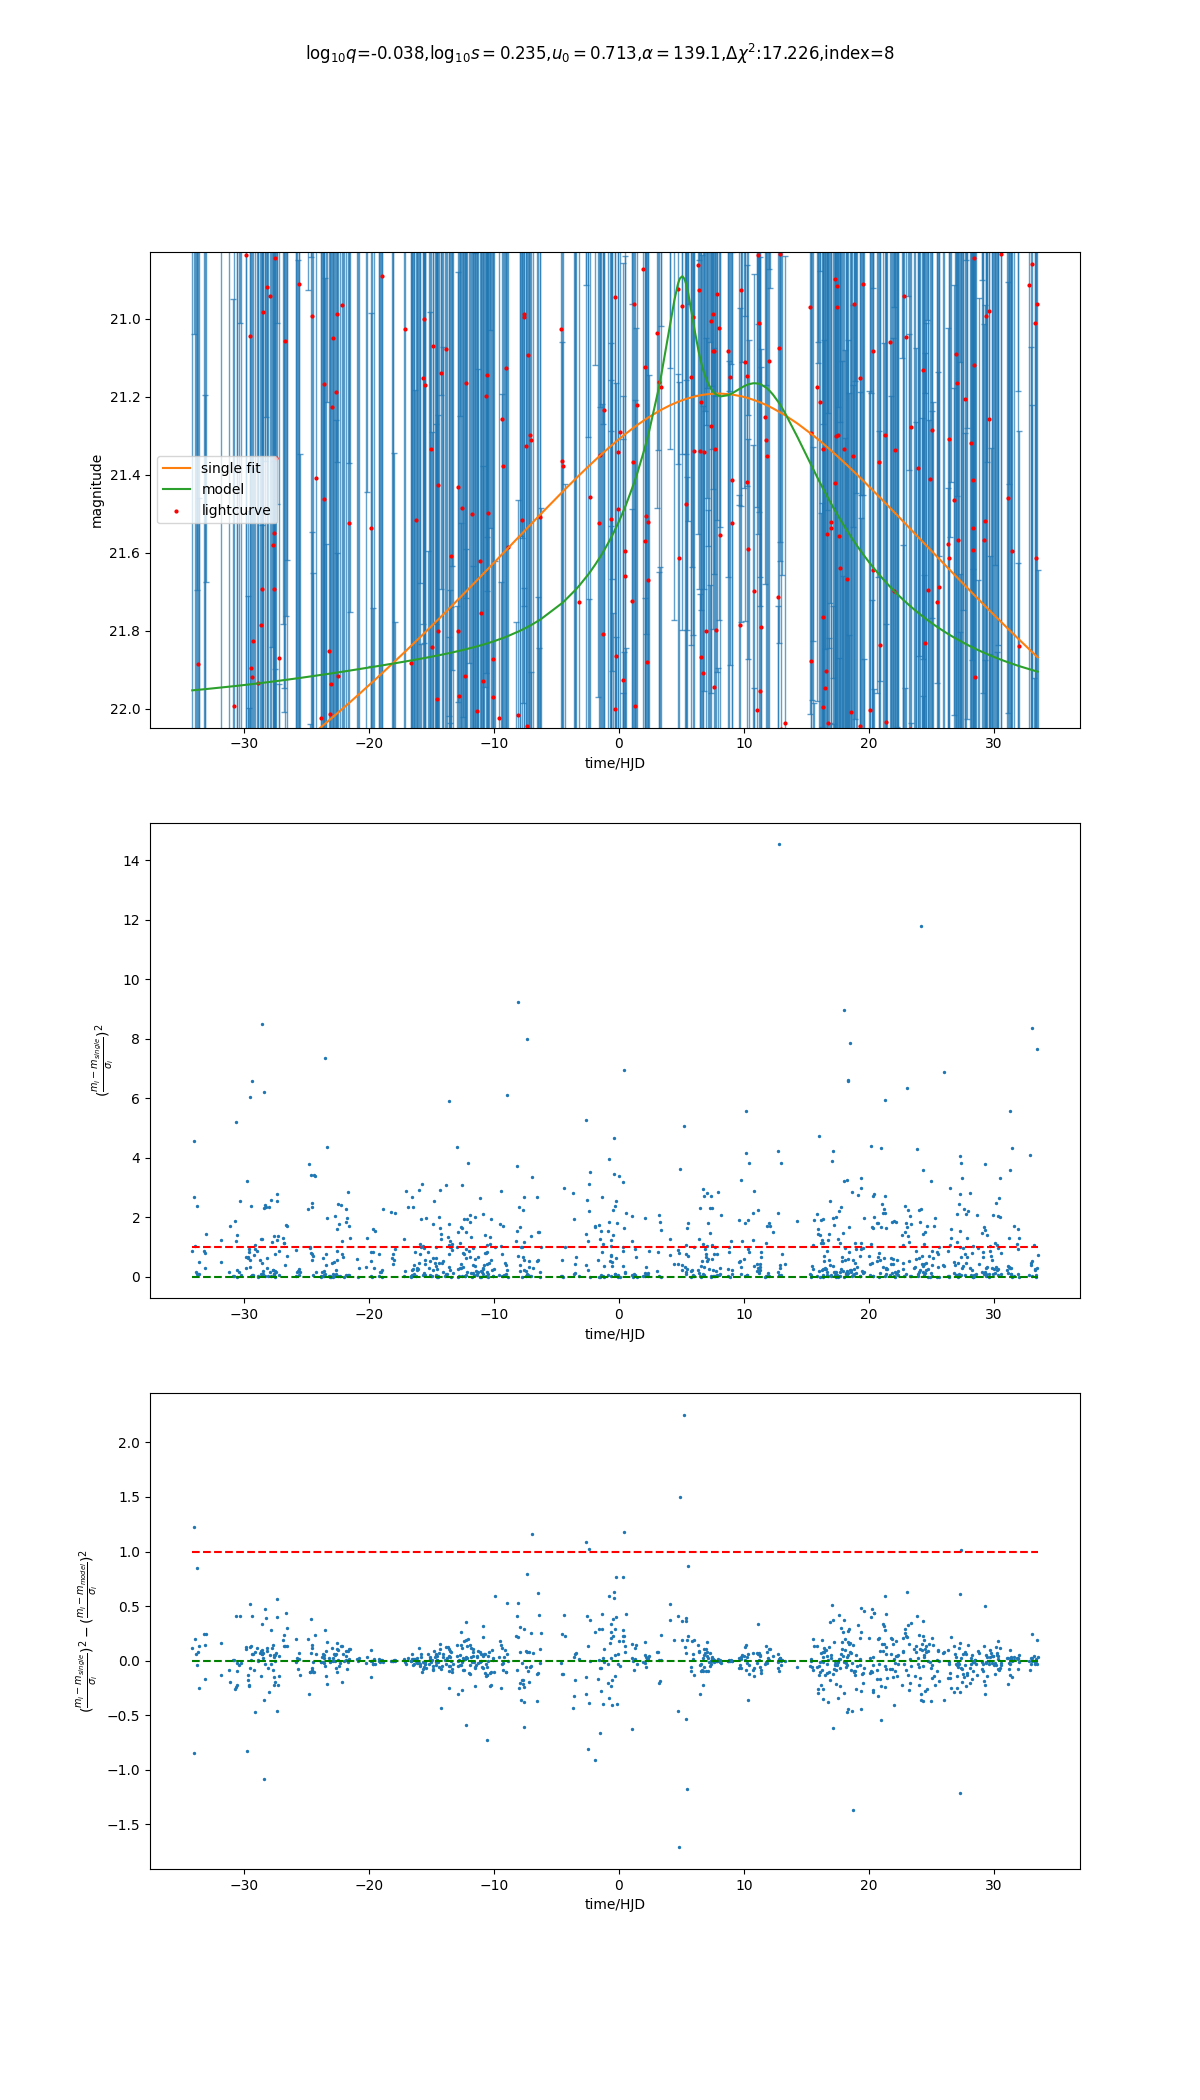 log₁₀q=-0.038,log₁₀s = 0.235,u₀ = 0.713,α = 139.1,Δχ²:17.226,index=8
21.0
21.2
21.4
21.6
21.8
22.0
magnitude
single fit
model
lightcurve
−30 −20 −10 0 10 20 30
time/HJD
14
12
10
8
6
4
2
0
((mᵢ − m_single)/σᵢ)²
−30 −20 −10 0 10 20 30
time/HJD
2.0
1.5
1.0
0.5
0.0
−0.5
−1.0
−1.5
((mᵢ − m_single)/σᵢ)² − ((mᵢ − m_model)/σᵢ)²
−30 −20 −10 0 10 20 30
time/HJD